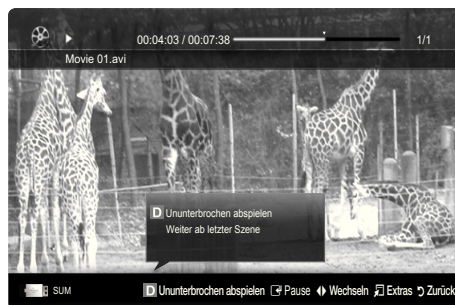 00:04:03 / 00:07:38 1/1
Movie 01.avi
D Ununterbrochen abspielen
Weiter ab letzter Szene
SUM D Ununterbrochen abspielen Pause Wechseln Extras Zurück